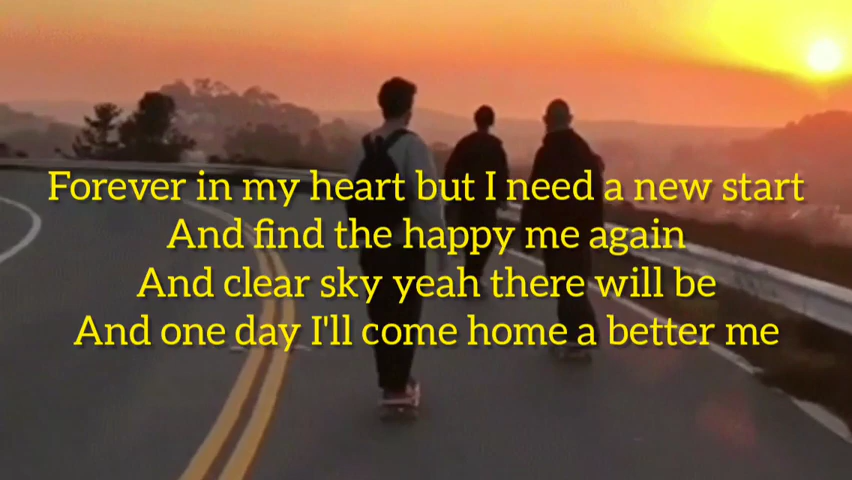 Forever in my heart but I need a new start
And find the happy me again
And clear sky yeah there will be
And one day I'll come home a better me